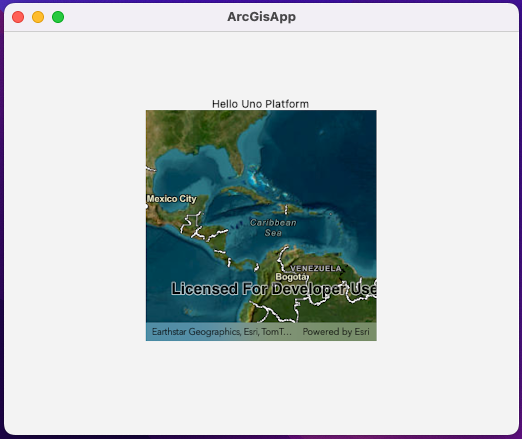 ArcGisApp
Hello Uno Platform
Mexico City
Caribbean
Sea
VENEZUELA
Bogota
Licensed For Developer Use
Earthstar Geographics, Esri, TomT... Powered by Esri